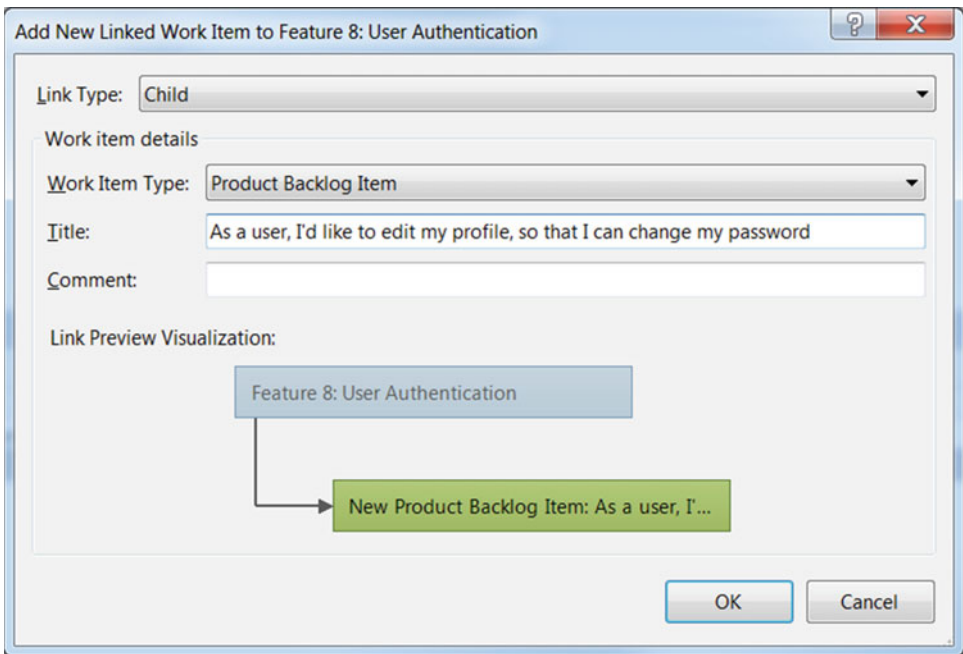 Add New Linked Work Item to Feature 8: User Authentication
Link Type: Child
Work item details
Work Item Type: Product Backlog Item
Title: As a user, I'd like to edit my profile, so that I can change my password
Comment:
Link Preview Visualization:
Feature 8: User Authentication
New Product Backlog Item: As a user, I'...
OK Cancel